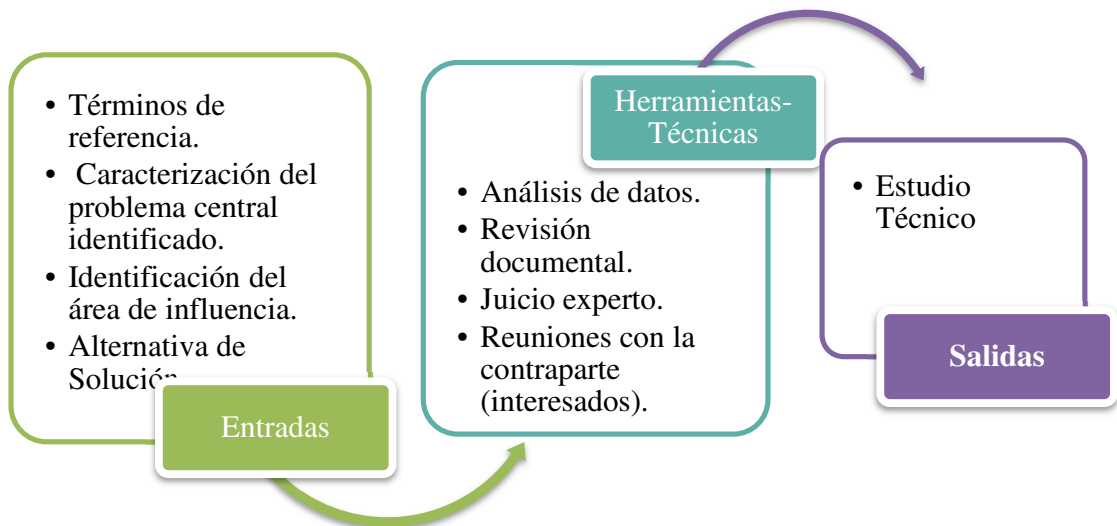 • Términos de
referencia.
• Caracterización del
problema central
identificado.
• Identificación del
área de influencia.
• Alternativa de
Solución
Entradas
Herramientas-
Técnicas
• Análisis de datos.
• Revisión
documental.
• Juicio experto.
• Reuniones con la
contraparte
(interesados).
• Estudio
Técnico
Salidas